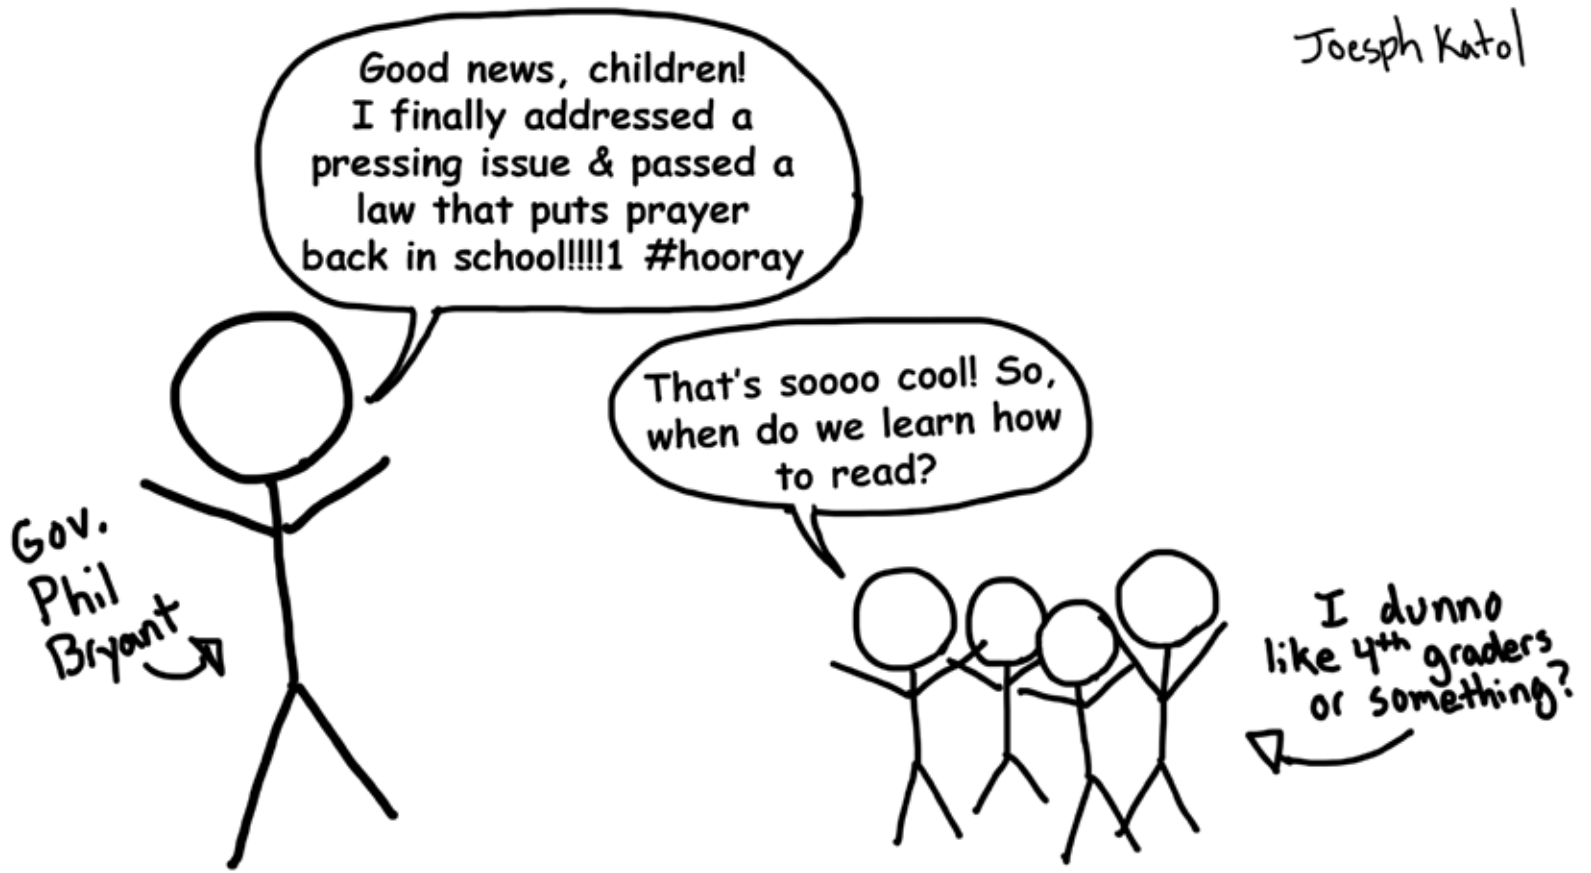 Joesph Katol
Good news, children!
I finally addressed a
pressing issue & passed a
law that puts prayer
back in school!!!!1 #hooray
That's soooo cool! So,
when do we learn how
to read?
Gov.
Phil
Bryant
I dunno
like 4th graders
or something?